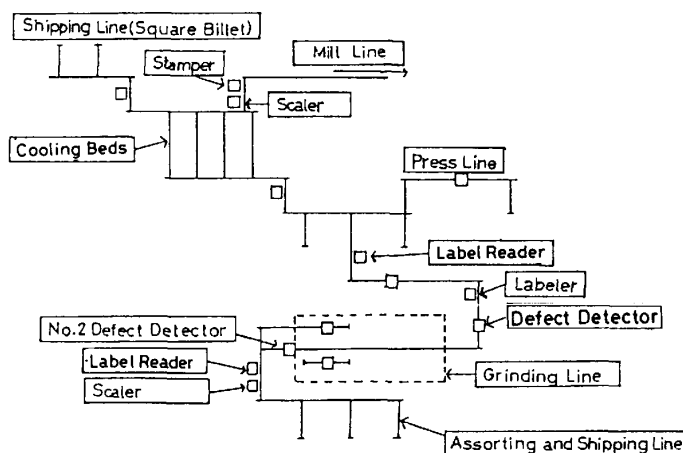 Shipping Line(Square Billet)
Mill Line
Stamper
Scaler
Cooling Beds
Press Line
Label Reader
Labeler
Defect Detector
No.2 Defect Detector
Label Reader
Scaler
Grinding Line
Assorting and Shipping Line